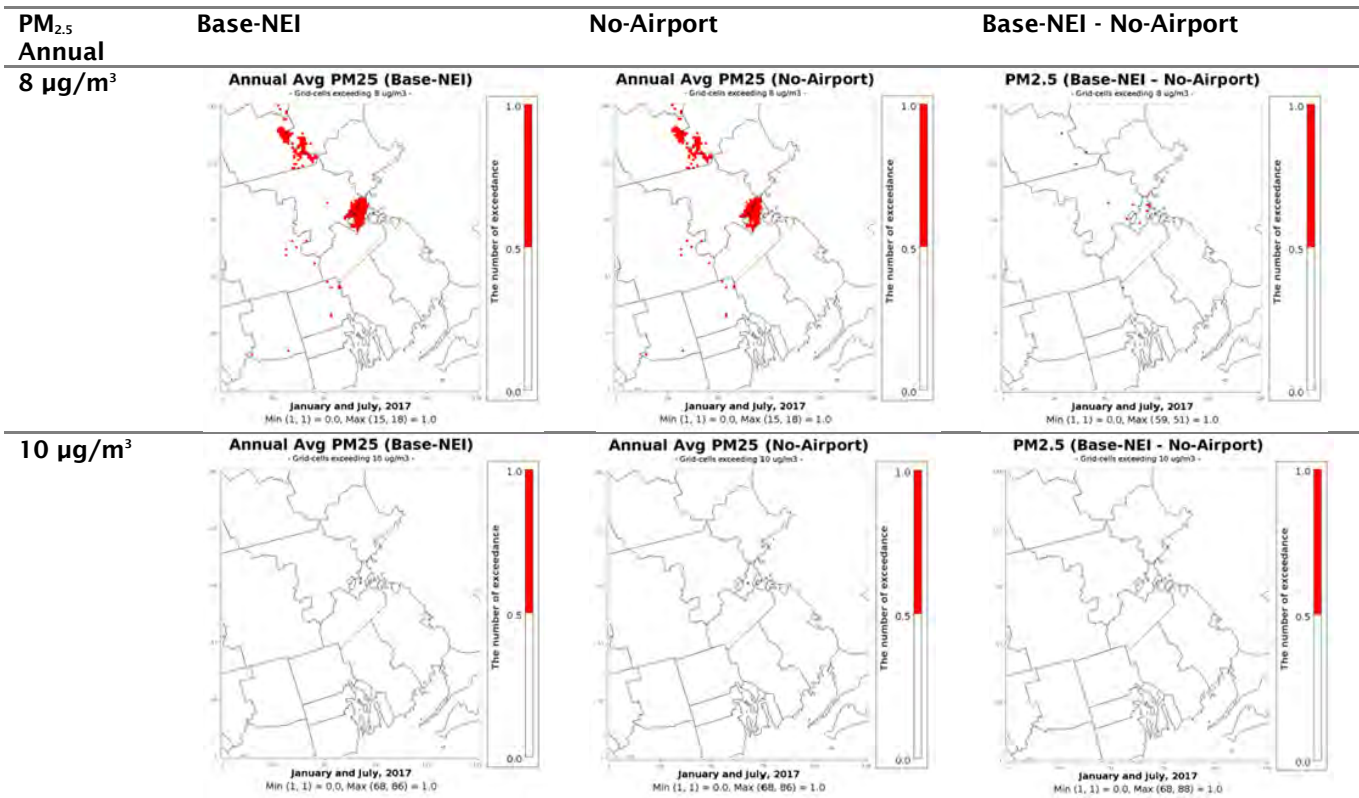 PM2.5 Annual
Base-NEI
No-Airport
Base-NEI - No-Airport
8 µg/m³
Annual Avg PM25 (Base-NEI)
- Grid-cells exceeding 8 ug/m3 -
1.0
0.5
0.0
The number of exceedance
January and July, 2017
Min (1, 1) = 0.0, Max (15, 18) = 1.0
Annual Avg PM25 (No-Airport)
- Grid-cells exceeding 8 ug/m3 -
1.0
0.5
0.0
The number of exceedance
January and July, 2017
Min (1, 1) = 0.0, Max (15, 18) = 1.0
PM2.5 (Base-NEI - No-Airport)
- Grid-cells exceeding 8 ug/m3 -
1.0
0.5
0.0
The number of exceedance
January and July, 2017
Min (1, 1) = 0.0, Max (59, 51) = 1.0
10 µg/m³
Annual Avg PM25 (Base-NEI)
- Grid-cells exceeding 10 ug/m3 -
1.0
0.5
0.0
The number of exceedance
January and July, 2017
Min (1, 1) = 0.0, Max (68, 86) = 1.0
Annual Avg PM25 (No-Airport)
- Grid-cells exceeding 10 ug/m3 -
1.0
0.5
0.0
The number of exceedance
January and July, 2017
Min (1, 1) = 0.0, Max (68, 86) = 1.0
PM2.5 (Base-NEI - No-Airport)
- Grid-cells exceeding 10 ug/m3 -
1.0
0.5
0.0
The number of exceedance
January and July, 2017
Min (1, 1) = 0.0, Max (68, 88) = 1.0